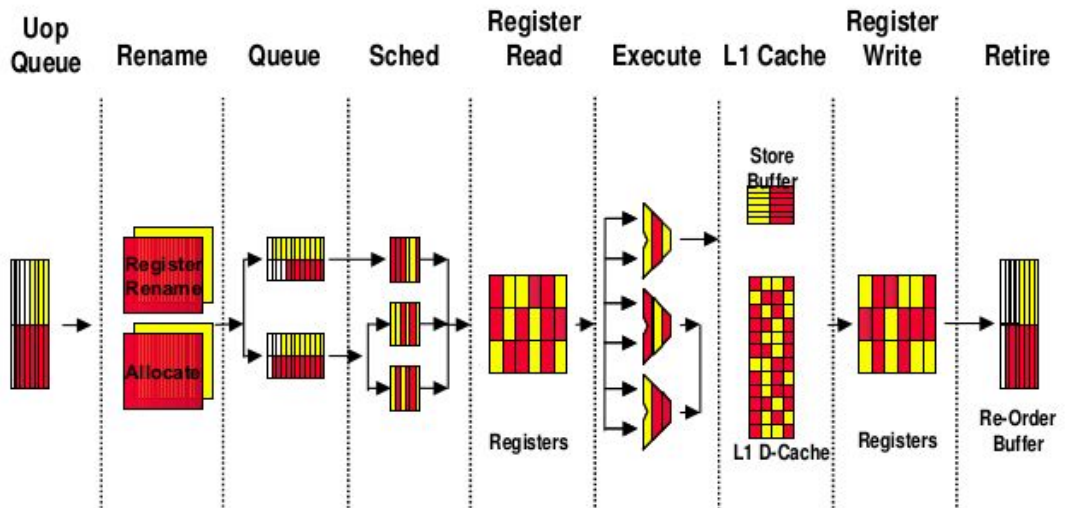 Uop
Queue
Rename
Queue
Sched
Register
Read
Execute
L1 Cache
Register
Write
Retire
Store
Buffer
Register
Rename
Allocate
Registers
L1 D-Cache
Registers
Re-Order
Buffer